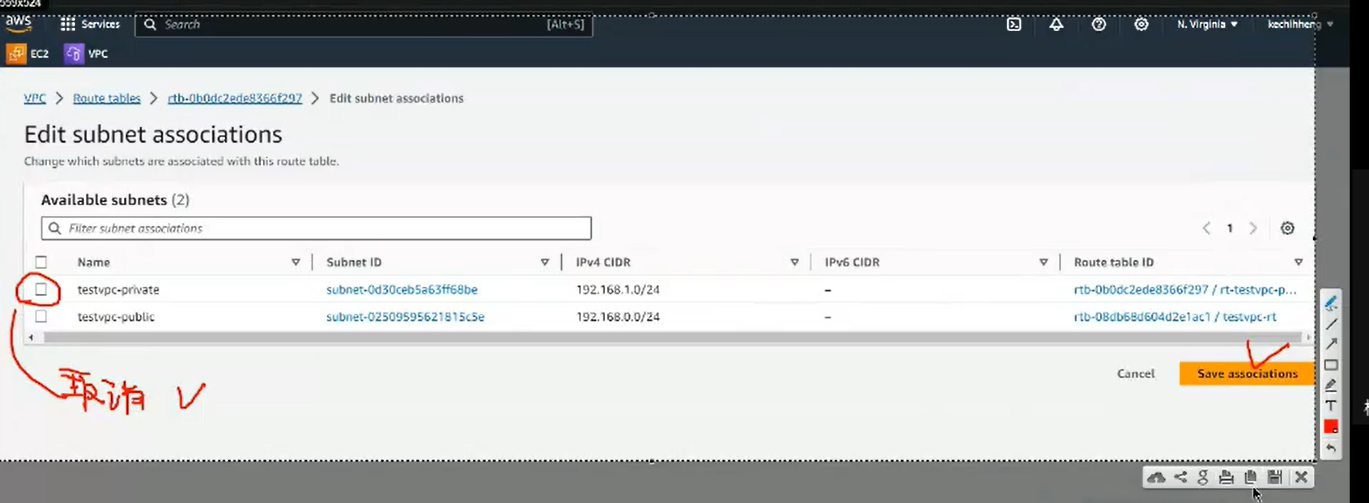 559x524
aws Services Search [Alt+S] N. Virginia kechihheng
EC2 VPC
VPC > Route tables > rtb-0b0dc2ede8366f297 > Edit subnet associations
Edit subnet associations
Change which subnets are associated with this route table.
Available subnets (2)
Filter subnet associations < 1 >
Name Subnet ID IPv4 CIDR IPv6 CIDR Route table ID
testvpc-private subnet-0d30ceb5a63ff68be 192.168.1.0/24 – rtb-0b0dc2ede8366f297 / rt-testvpc-p...
testvpc-public subnet-02509595621815c5e 192.168.0.0/24 – rtb-08db68d604d2e1ac1 / testvpc-rt
Cancel Save associations
取消 ✓